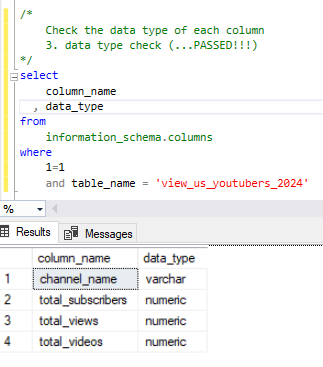 /*
Check the data type of each column
3. data type check (...PASSED!!!)
*/
select
column_name
, data_type
from
information_schema.columns
where
1=1
and table_name = 'view_us_youtubers_2024'
%
Results Messages
column_name data_type
1 channel_name varchar
2 total_subscribers numeric
3 total_views numeric
4 total_videos numeric